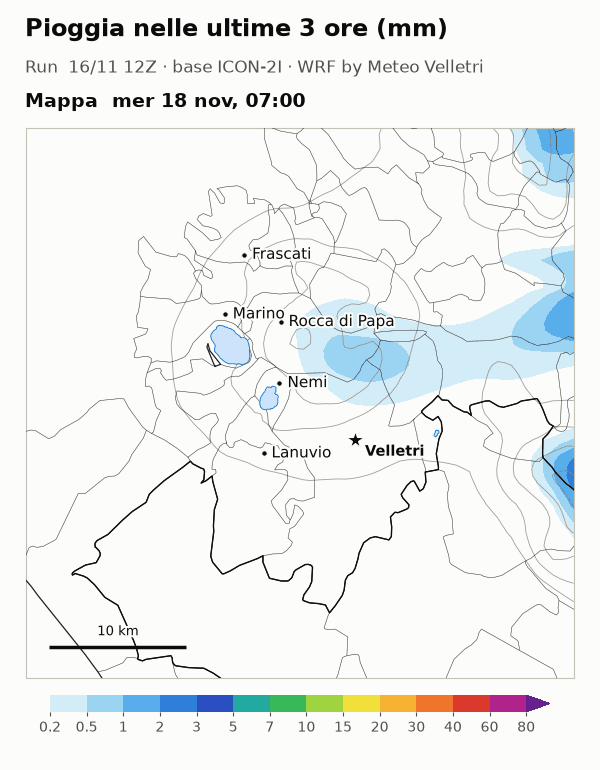 Pioggia nelle ultime 3 ore (mm)
Run 16/11 12Z · base ICON-2I · WRF by Meteo Velletri
Mappa mer 18 nov, 07:00
Frascati
Marino
Rocca di Papa
Nemi
Velletri
Lanuvio
10 km
0.2 0.5 1 2 3 5 7 10 15 20 30 40 60 80